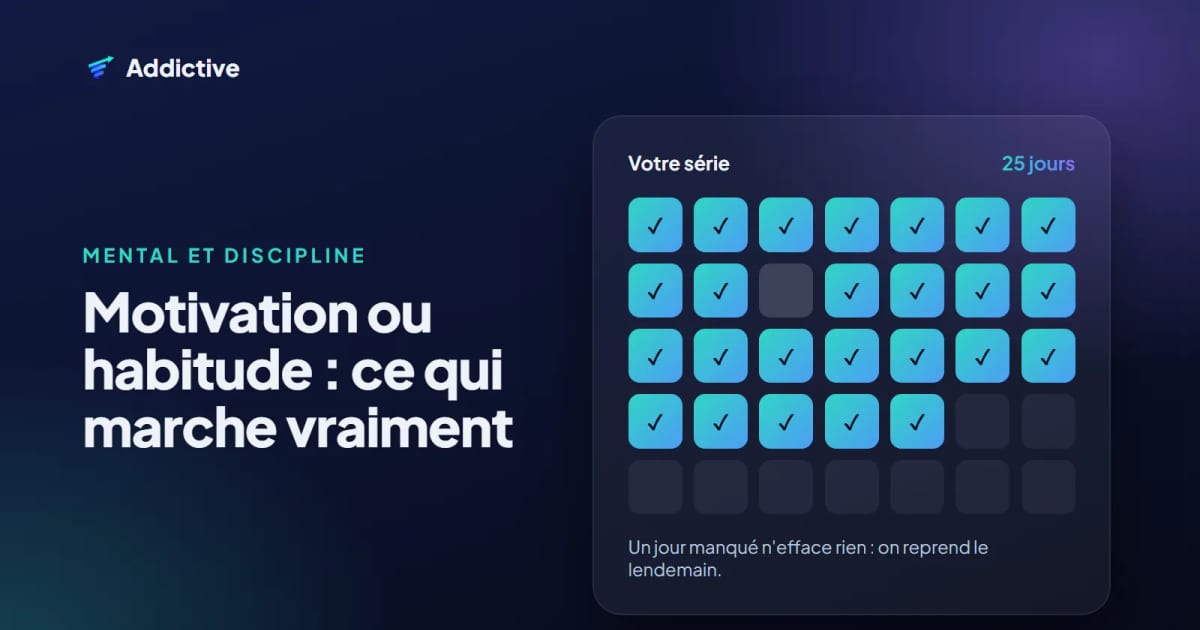 Addictive
MENTAL ET DISCIPLINE
Motivation ou
habitude : ce qui
marche vraiment
Votre série
25 jours
✓ ✓ ✓ ✓ ✓ ✓ ✓
✓ ✓ ✓ ✓ ✓ ✓
✓ ✓ ✓ ✓ ✓ ✓ ✓
✓ ✓ ✓ ✓ ✓
Un jour manqué n'efface rien : on reprend le
lendemain.